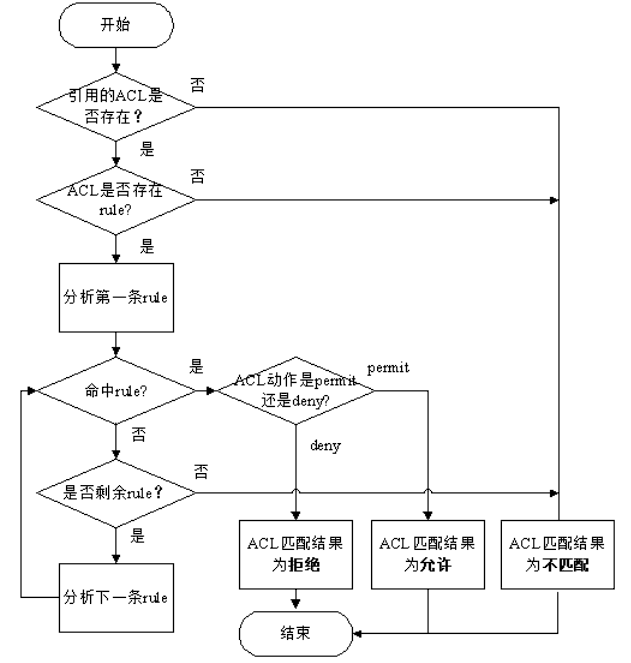 开始
引用的ACL是
否存在？
否
是
ACL是否存在
rule?
否
是
分析第一条rule
命中rule?
是
ACL动作是permit
还是deny?
permit
否
deny
是否剩余rule？
否
是
分析下一条rule
ACL匹配结果
为拒绝
ACL匹配结果
为允许
ACL匹配结果
为不匹配
结束